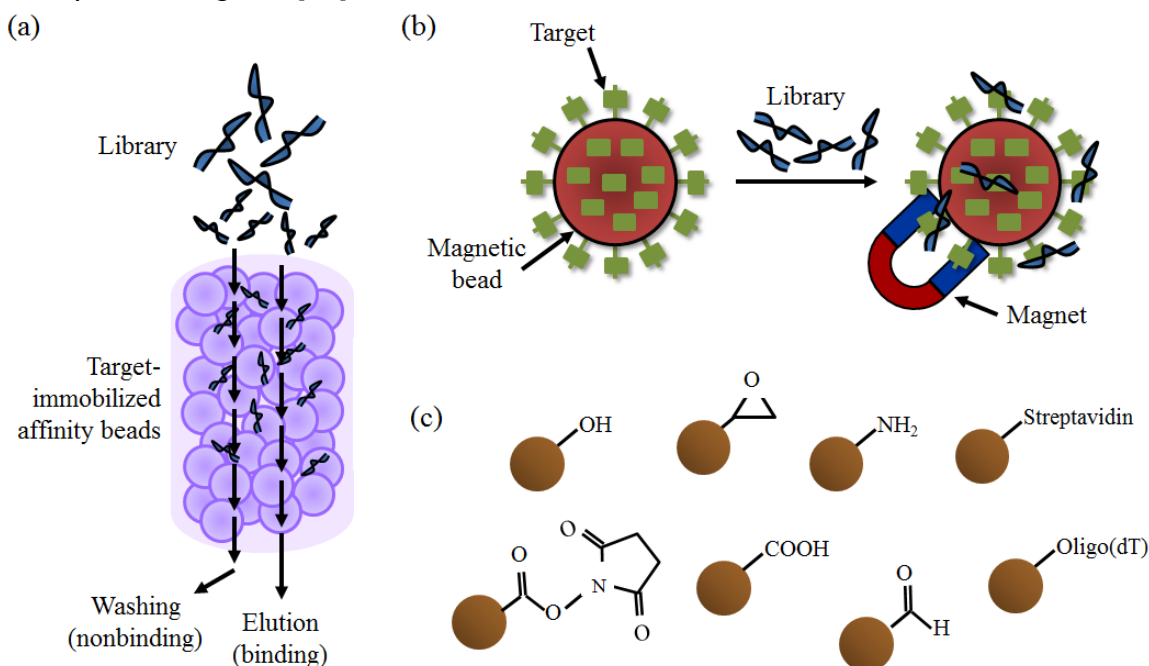 (a)
Library
Target-
immobilized
affinity beads
Washing
(nonbinding)
Elution
(binding)
(b)
Target
Library
Magnetic
bead
Magnet
(c)
OH
O
NH₂
Streptavidin
O
O
O
N
O
COOH
O
H
Oligo(dT)